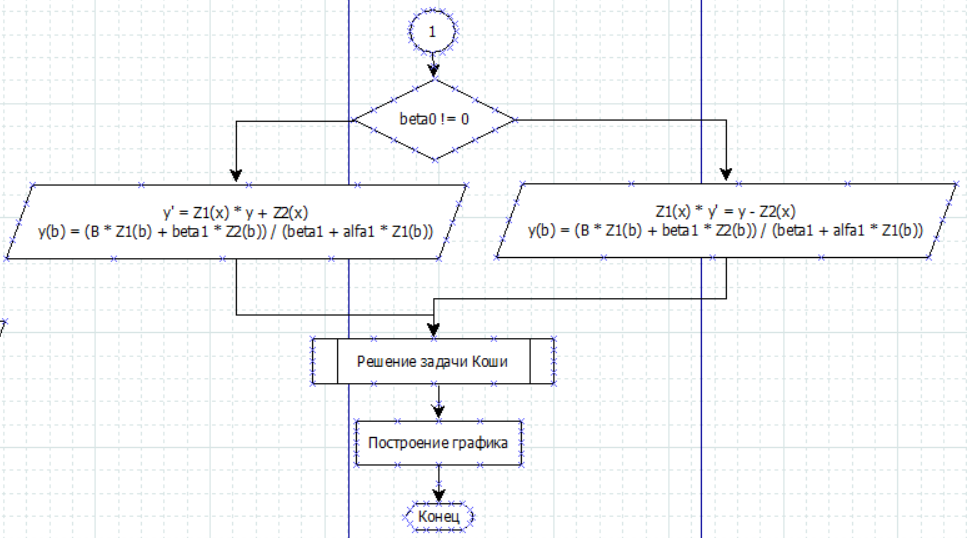 1
beta0 != 0
y' = Z1(x) * y + Z2(x)
y(b) = (B * Z1(b) + beta1 * Z2(b)) / (beta1 + alfa1 * Z1(b))
Z1(x) * y' = y - Z2(x)
y(b) = (B * Z1(b) + beta1 * Z2(b)) / (beta1 + alfa1 * Z1(b))
Решение задачи Коши
Построение графика
Конец